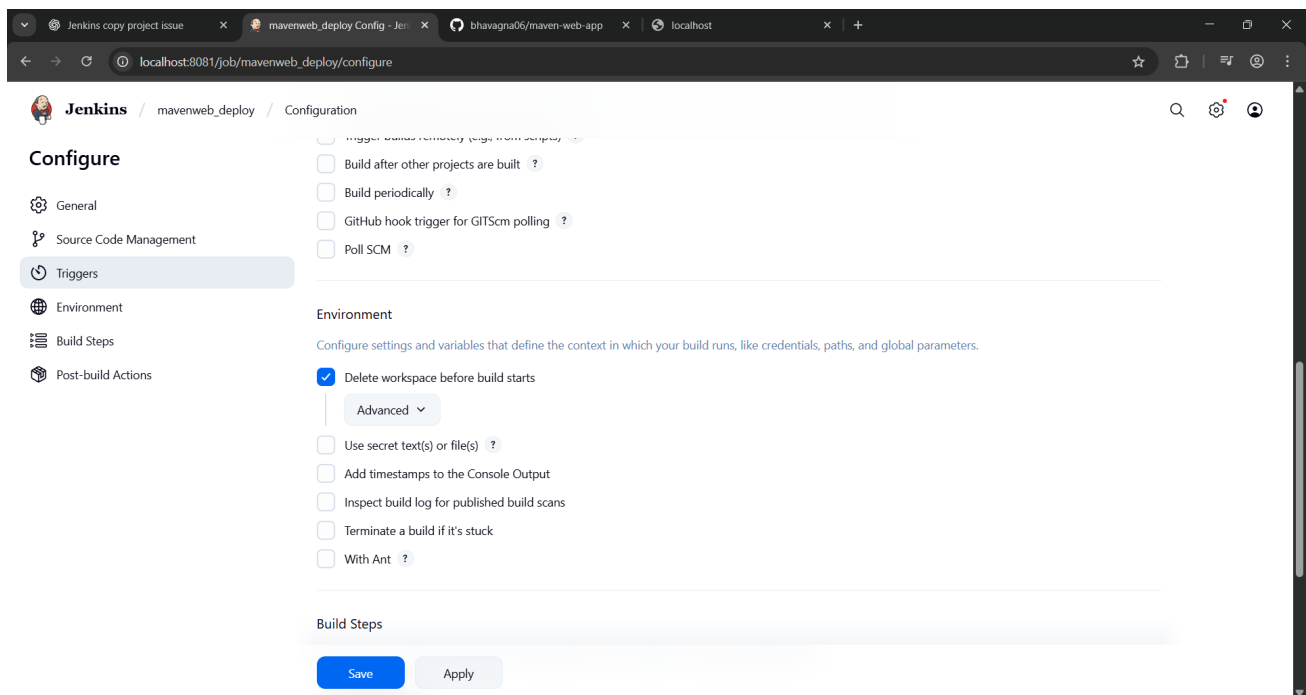 Jenkins copy project issue
mavenweb_deploy Config - Jen
bhavagna06/maven-web-app
localhost
localhost:8081/job/mavenweb_deploy/configure
Jenkins / mavenweb_deploy / Configuration
Configure
General
Source Code Management
Triggers
Environment
Build Steps
Post-build Actions
Trigger builds remotely (e.g., from scripts) ?
Build after other projects are built ?
Build periodically ?
GitHub hook trigger for GITScm polling ?
Poll SCM ?
Environment
Configure settings and variables that define the context in which your build runs, like credentials, paths, and global parameters.
Delete workspace before build starts
Advanced
Use secret text(s) or file(s) ?
Add timestamps to the Console Output
Inspect build log for published build scans
Terminate a build if it's stuck
With Ant ?
Build Steps
Save
Apply